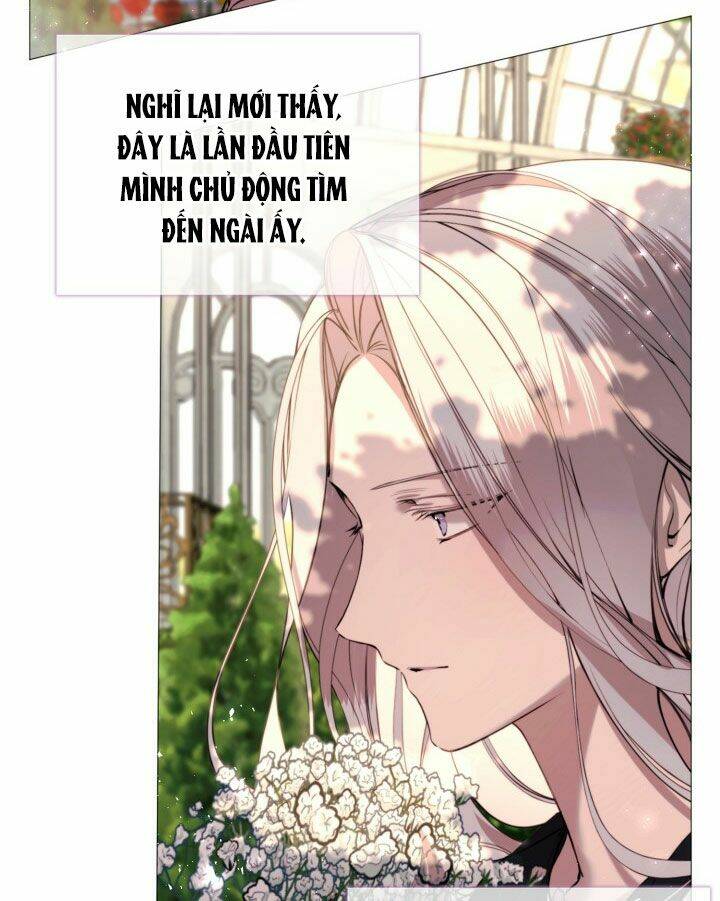 NGHĨ LẠI MỚI THẤY,
ĐÂY LÀ LẦN ĐẦU TIÊN
MÌNH CHỦ ĐỘNG TÌM
ĐẾN NGÀI ẤY.